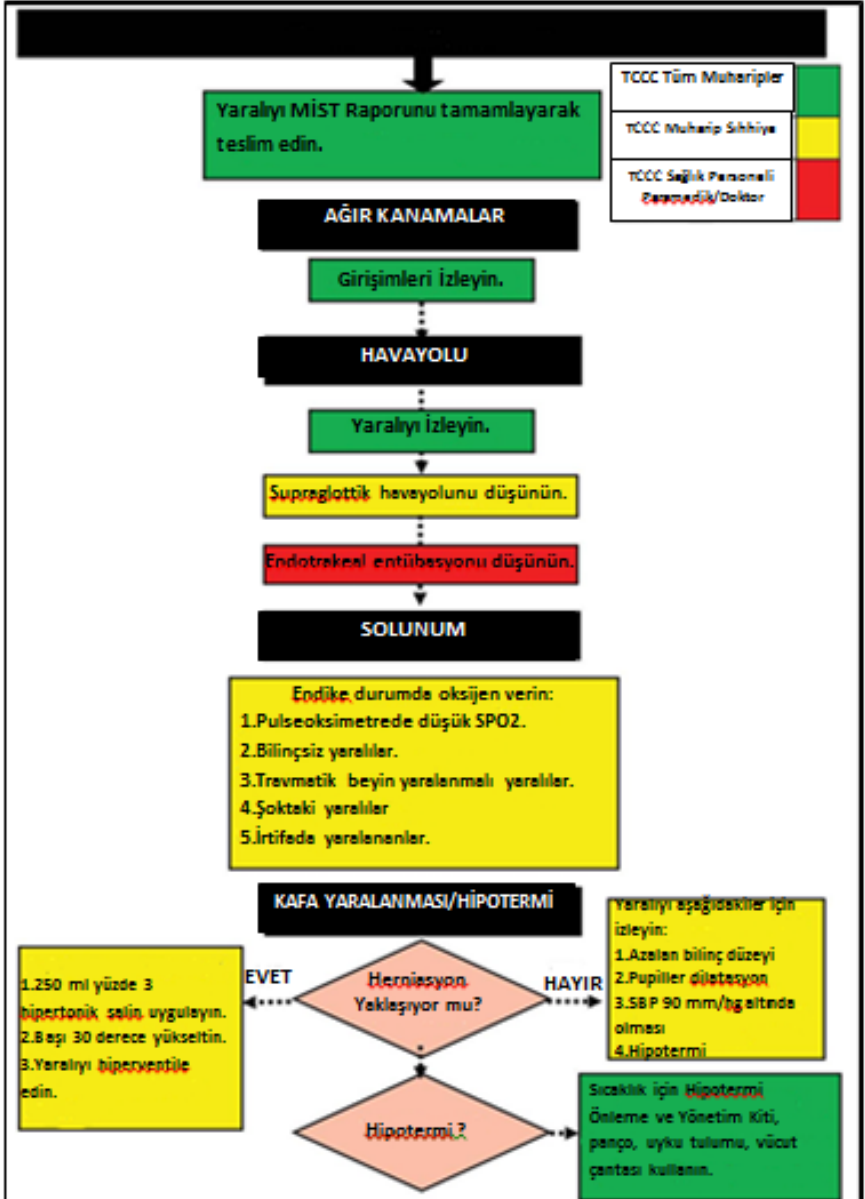 Yaralıyı MİST Raporunu tamamlayarak
teslim edin.
TCCC Tüm Muharipler
TCCC Muharip Sıhhiye
TCCC Sağlık Personeli
Paramedik/Doktor
AĞIR KANAMALAR
Girişimleri İzleyin.
HAVAYOLU
Yaralıyı İzleyin.
Supraglottik havayolunu düşünün.
Endotrakeal entübasyonu düşünün.
SOLUNUM
Endike durumda oksijen verin:
1.Pulseoksimetrede düşük SPO2.
2.Bilinçsiz yaralılar.
3.Travmatik beyin yaralanmalı yaralılar.
4.Şoktaki yaralılar
5.İrtifada yaralananlar.
KAFA YARALANMASI/HİPOTERMİ
Herniasyon
Yaklaşıyor mu?
EVET
1.250 ml yüzde 3
hipertonik salin uygulayın.
2.Başı 30 derece yükseltin.
3.Yaralıyı hiperventile
edin.
HAYIR
Yaralıyı aşağıdakiler için
izleyin:
1.Azalan bilinç düzeyi
2.Pupiller dilatasyon
3.SBP 90 mm/hg altında
olması
4.Hipotermi
Hipotermi ?
Sıcaklık için Hipotermi
Önleme ve Yönetim Kiti,
panço, uyku tulumu, vücut
çantası kullanın.